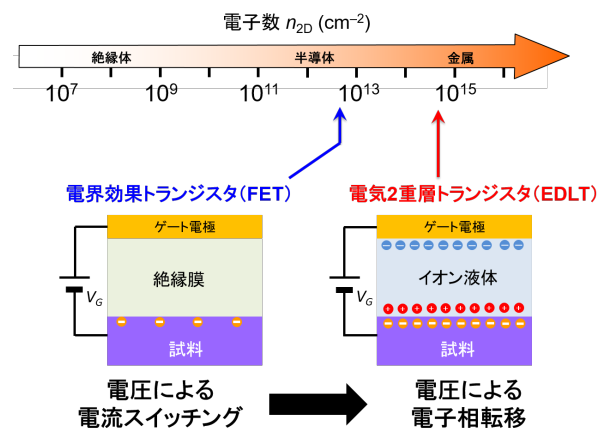 電子数 n2D (cm–2)
絶縁体 半導体 金属
10^7 10^9 10^11 10^13 10^15
電界効果トランジスタ(FET) 電気2重層トランジスタ(EDLT)
ゲート電極
絶縁膜
VG
試料
ゲート電極
イオン液体
VG
試料
電圧による
電流スイッチング
電圧による
電子相転移